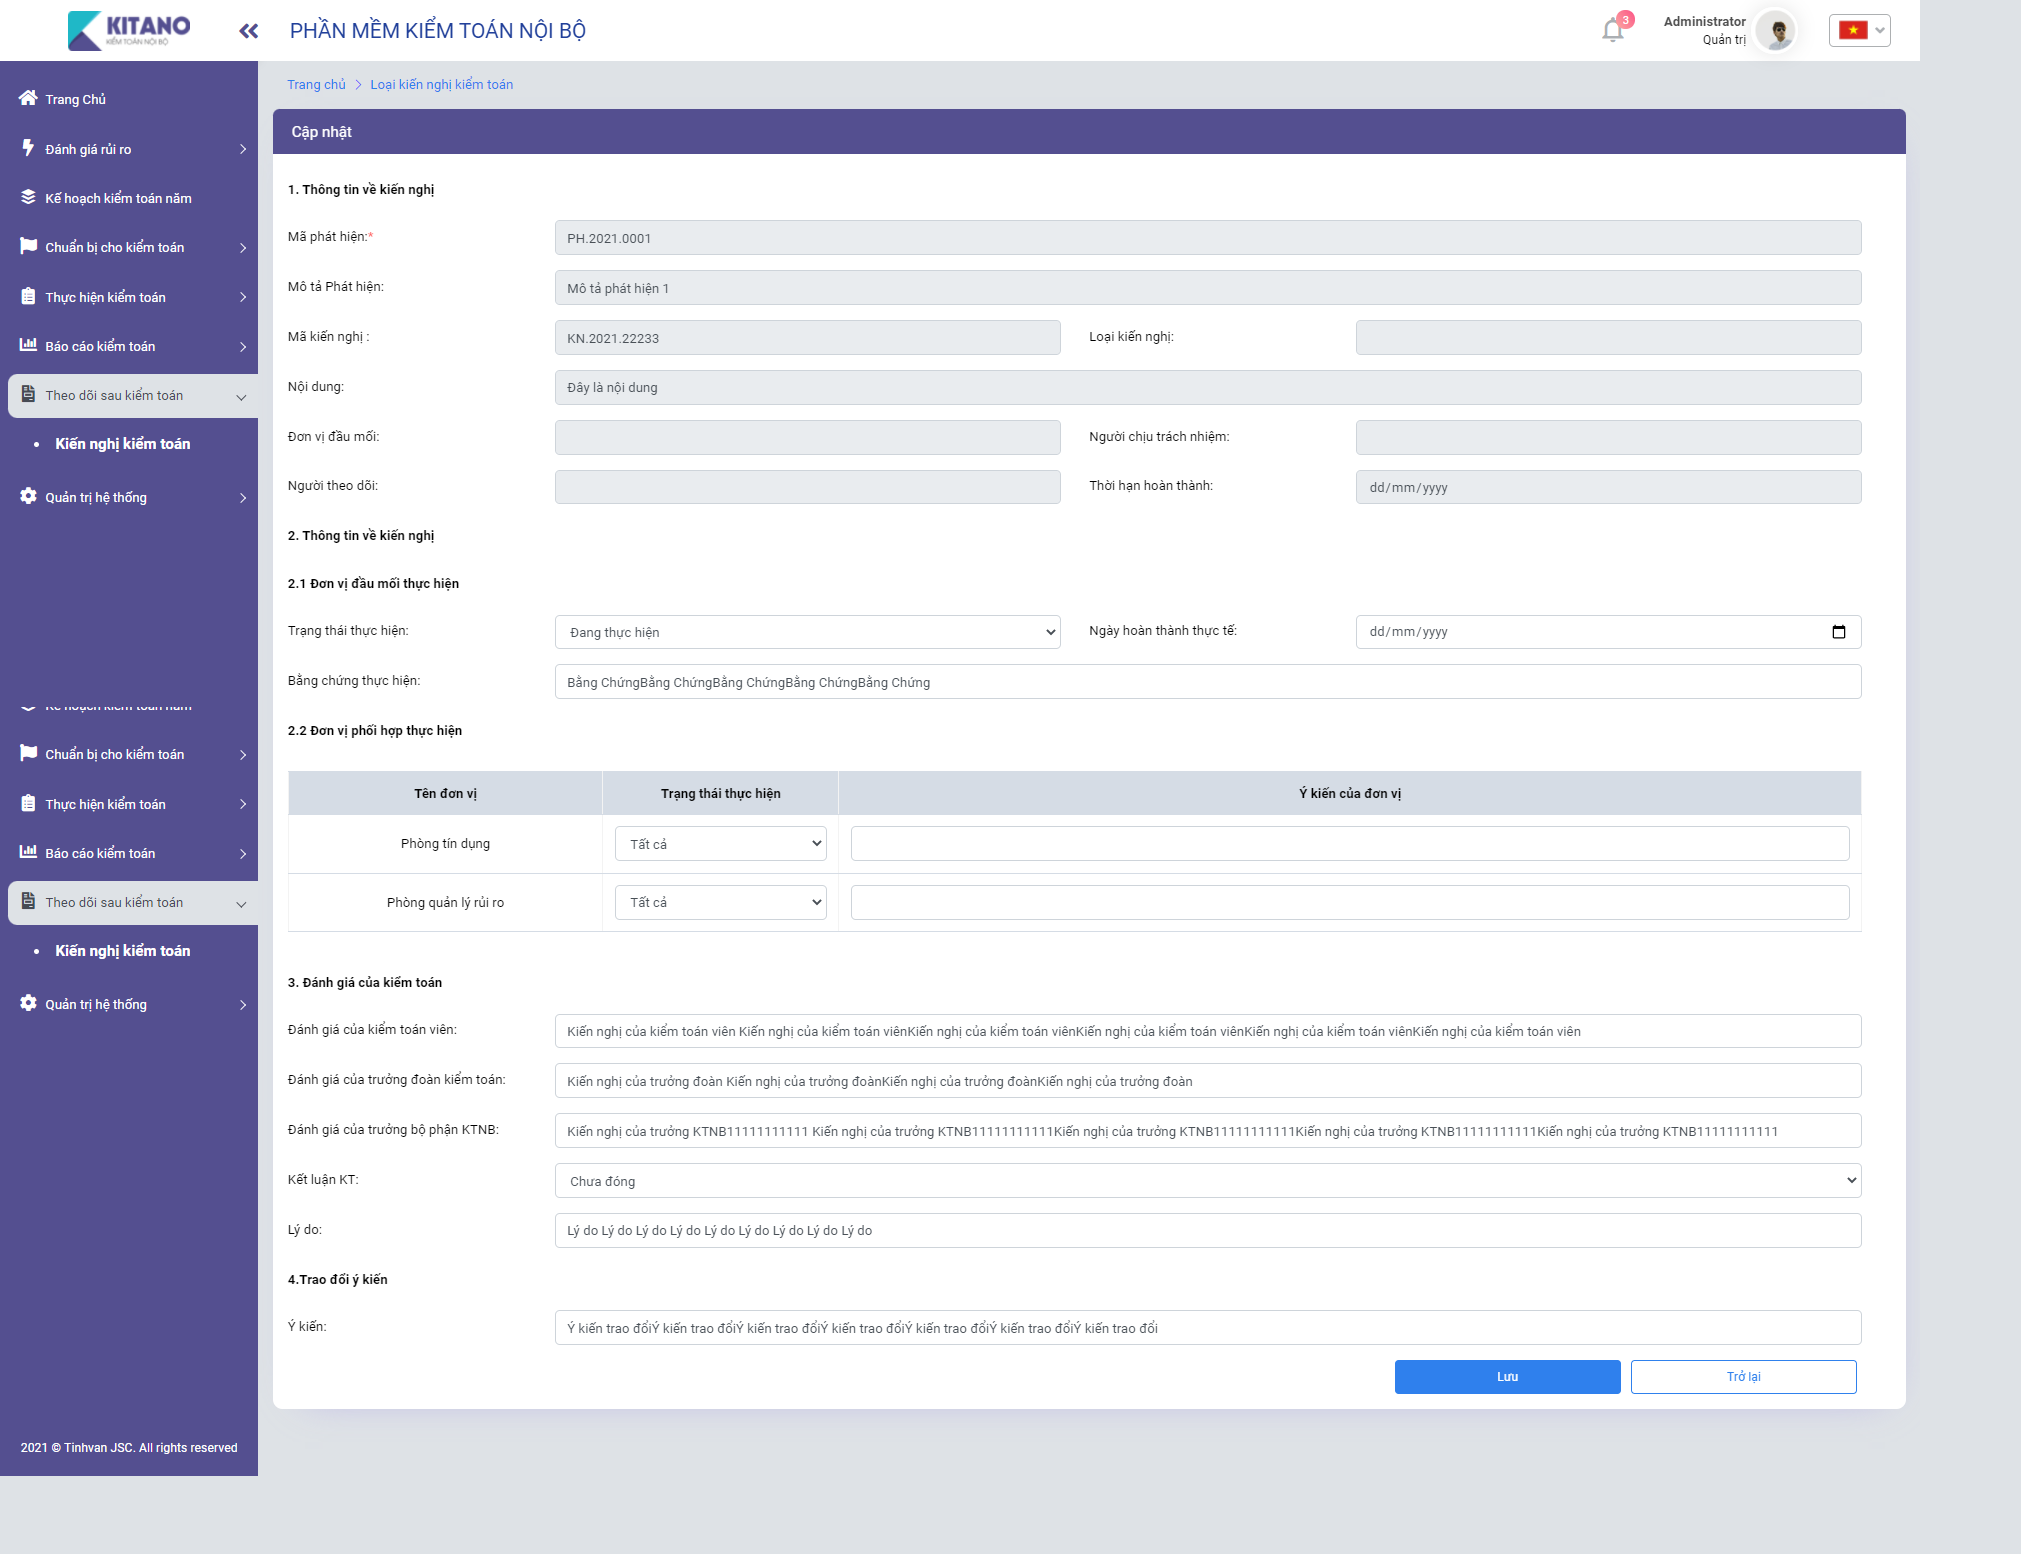 KITANO
KIỂM TOÁN NỘI BỘ
PHẦN MỀM KIỂM TOÁN NỘI BỘ
3
Administrator
Quản trị
Trang Chủ
Đánh giá rủi ro
Kế hoạch kiểm toán năm
Chuẩn bị cho kiểm toán
Thực hiện kiểm toán
Báo cáo kiểm toán
Theo dõi sau kiểm toán
Kiến nghị kiểm toán
Quản trị hệ thống
Kế hoạch kiểm toán năm
Chuẩn bị cho kiểm toán
Thực hiện kiểm toán
Báo cáo kiểm toán
Theo dõi sau kiểm toán
Kiến nghị kiểm toán
Quản trị hệ thống
2021 © Tinhvan JSC. All rights reserved
Trang chủ > Loại kiến nghị kiểm toán
Cập nhật
1. Thông tin về kiến nghị
Mã phát hiện:* PH.2021.0001
Mô tả Phát hiện: Mô tả phát hiện 1
Mã kiến nghị : KN.2021.22233 Loại kiến nghị:
Nội dung: Đây là nội dung
Đơn vị đầu mối: Người chịu trách nhiệm:
Người theo dõi: Thời hạn hoàn thành: dd/mm/yyyy
2. Thông tin về kiến nghị
2.1 Đơn vị đầu mối thực hiện
Trạng thái thực hiện: Đang thực hiện Ngày hoàn thành thực tế: dd/mm/yyyy
Bằng chứng thực hiện: Bằng ChứngBằng ChứngBằng ChứngBằng ChứngBằng Chứng
2.2 Đơn vị phối hợp thực hiện
Tên đơn vị Trạng thái thực hiện Ý kiến của đơn vị
Phòng tín dụng Tất cả
Phòng quản lý rủi ro Tất cả
3. Đánh giá của kiểm toán
Đánh giá của kiểm toán viên: Kiến nghị của kiểm toán viên Kiến nghị của kiểm toán viênKiến nghị của kiểm toán viênKiến nghị của kiểm toán viênKiến nghị của kiểm toán viênKiến nghị của kiểm toán viên
Đánh giá của trưởng đoàn kiểm toán: Kiến nghị của trưởng đoàn Kiến nghị của trưởng đoànKiến nghị của trưởng đoànKiến nghị của trưởng đoàn
Đánh giá của trưởng bộ phận KTNB: Kiến nghị của trưởng KTNB11111111111 Kiến nghị của trưởng KTNB11111111111Kiến nghị của trưởng KTNB11111111111Kiến nghị của trưởng KTNB11111111111Kiến nghị của trưởng KTNB11111111111
Kết luận KT: Chưa đóng
Lý do: Lý do Lý do Lý do Lý do Lý do Lý do Lý do Lý do Lý do
4.Trao đổi ý kiến
Ý kiến: Ý kiến trao đổiÝ kiến trao đổiÝ kiến trao đổiÝ kiến trao đổiÝ kiến trao đổiÝ kiến trao đổiÝ kiến trao đổi
Lưu Trở lại